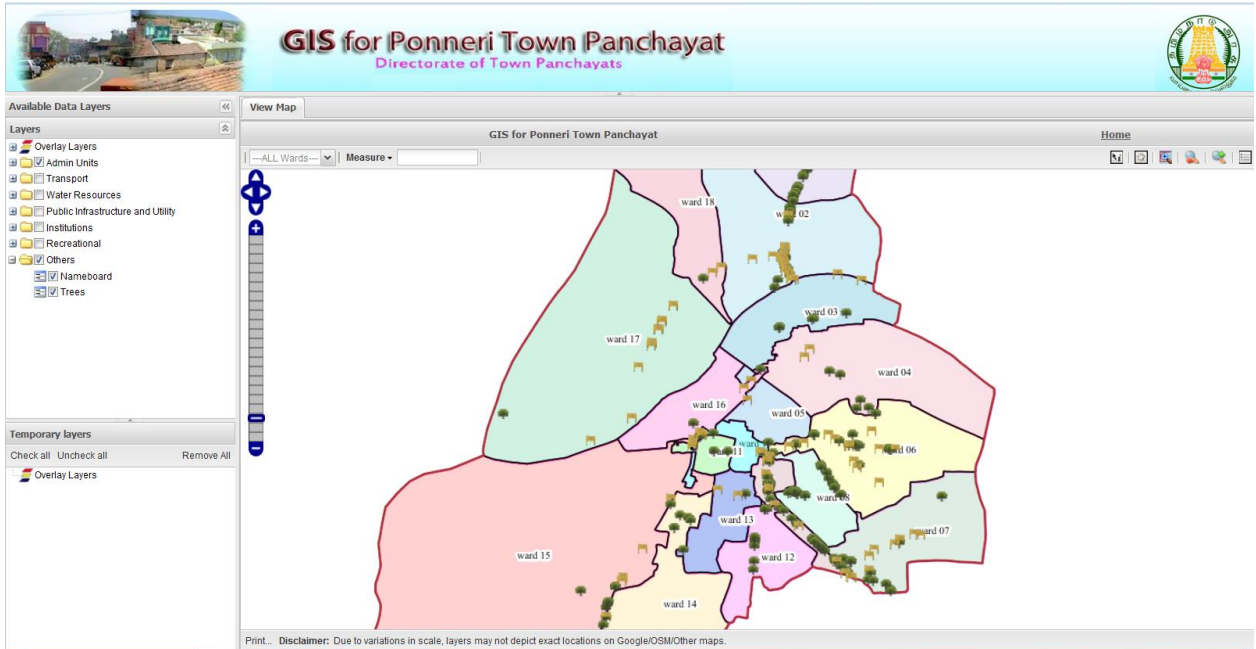 GIS for Ponneri Town Panchayat
Directorate of Town Panchayats
Available Data Layers
Layers
Overlay Layers
Admin Units
Transport
Water Resources
Public Infrastructure and Utility
Institutions
Recreational
Others
Nameboard
Trees
Temporary layers
Check all Uncheck all Remove All
Overlay Layers
View Map
GIS for Ponneri Town Panchayat Home
---ALL Wards--- Measure
ward 18
ward 02
ward 03
ward 17
ward 04
ward 16
ward 05
ward
ward 06
ward 08
ward 13
ward 07
ward 15
ward 12
ward 14
Print... Disclaimer: Due to variations in scale, layers may not depict exact locations on Google/OSM/Other maps.